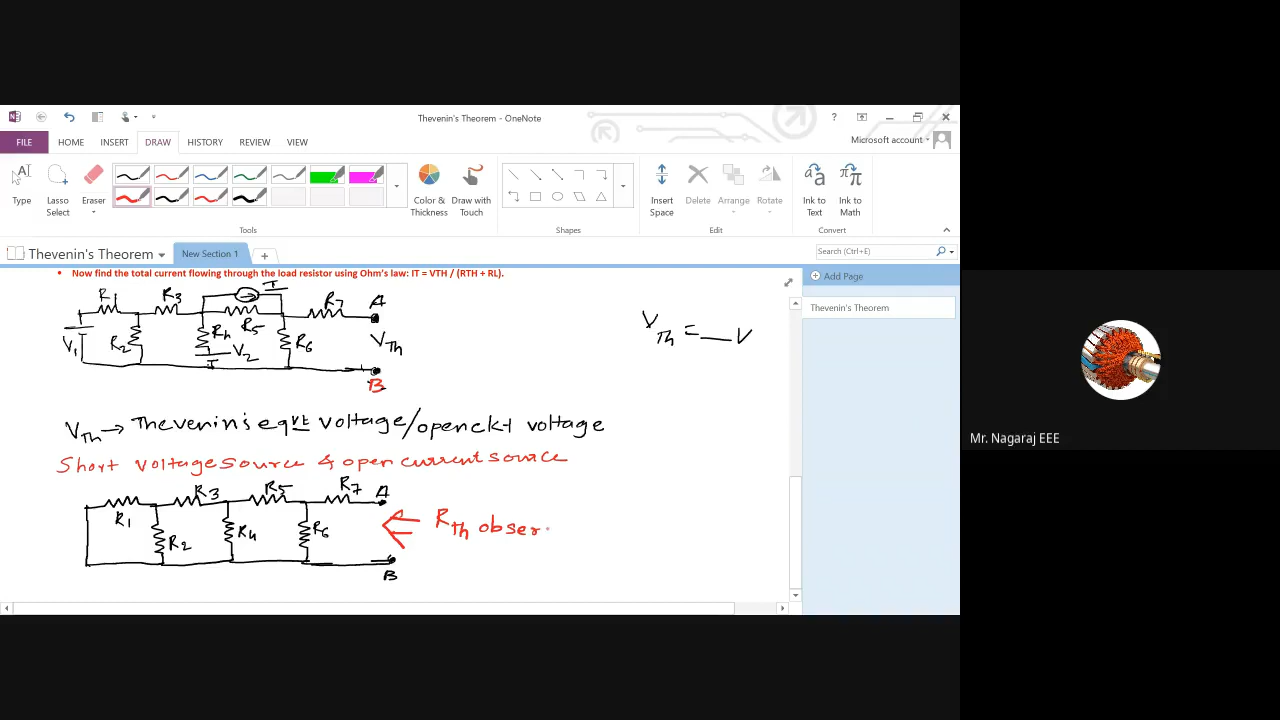 Thevenin's Theorem - OneNote
?
FILE
HOME
INSERT
DRAW
HISTORY
REVIEW
VIEW
Microsoft account
Type
Lasso Select
Eraser
Color & Thickness
Draw with Touch
Insert Space
Delete
Arrange
Rotate
Ink to Text
Ink to Math
Tools
Shapes
Edit
Convert
Thevenin's Theorem
New Section 1
Search (Ctrl+E)
Add Page
Thevenin's Theorem
• Now find the total current flowing through the load resistor using Ohm's law: IT = VTH / (RTH + RL).
R1 R3 I R5 R7 A
V1 R2 R4 V2 R6 VTh
B
VTh = __ V
VTh → Thevenin's eqvt voltage/open ckt voltage
Short voltage source & open current source
R1 R3 R5 R7 A
R2 R4 R6
B
RTh obser
Mr. Nagaraj EEE